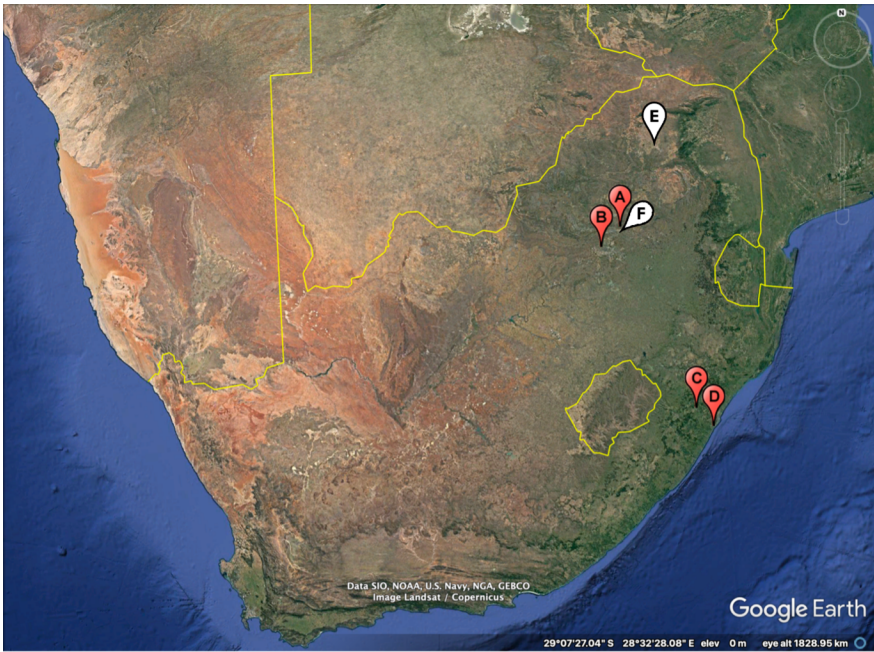 N
E
A
F
B
C
D
Data SIO, NOAA, U.S. Navy, NGA, GEBCO
Image Landsat / Copernicus
Google Earth
29°07'27.04" S 28°32'28.08" E elev 0 m eye alt 1828.95 km